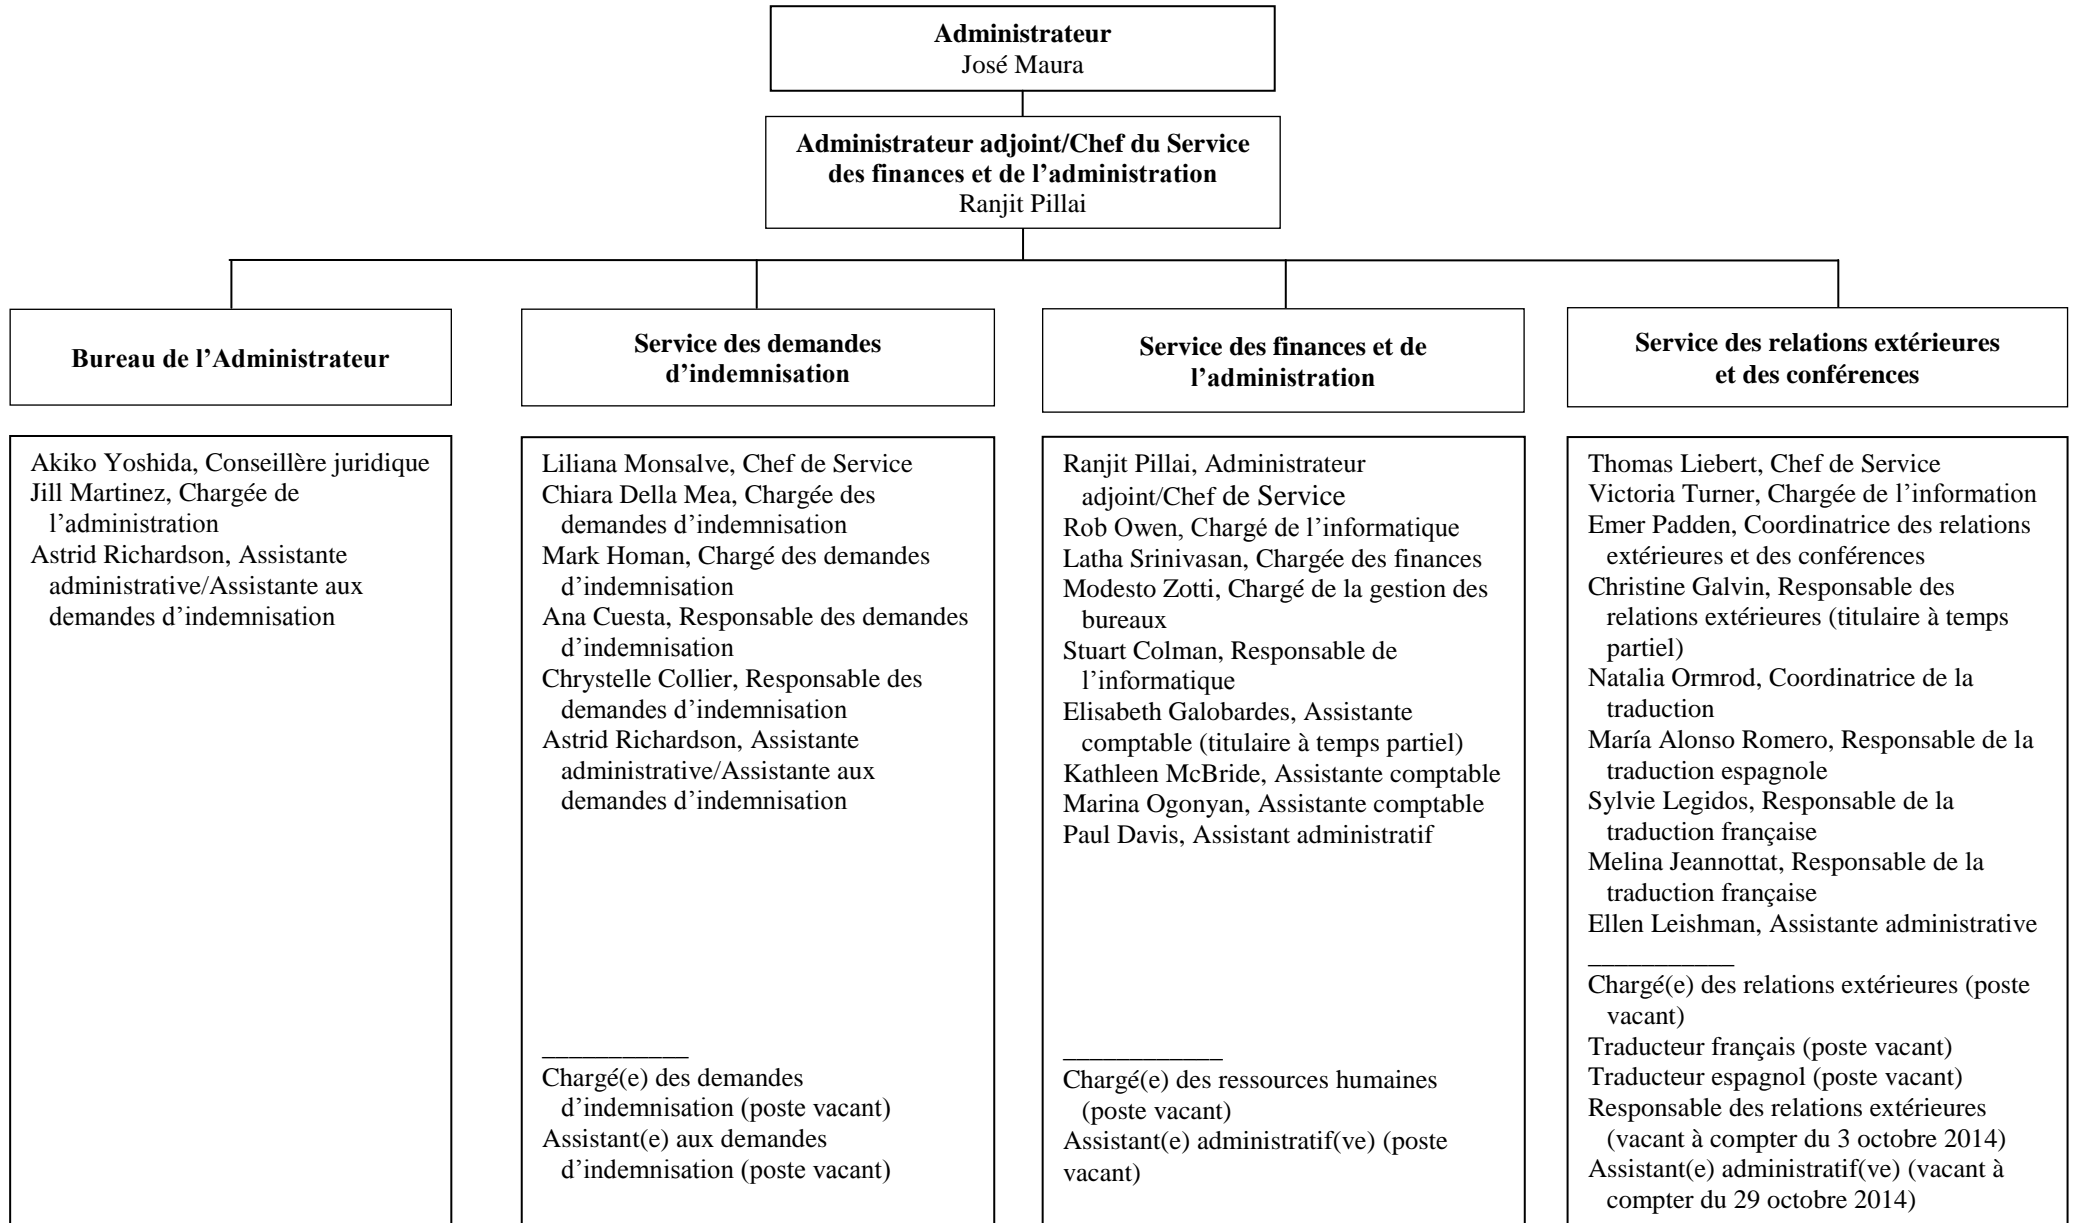 Administrateur
José Maura
Administrateur adjoint/Chef du Service
des finances et de l’administration
Ranjit Pillai
Bureau de l’Administrateur
Service des demandes
d’indemnisation
Service des finances et de
l’administration
Service des relations extérieures
et des conférences
Akiko Yoshida, Conseillère juridique
Jill Martinez, Chargée de
l’administration
Astrid Richardson, Assistante
administrative/Assistante aux
demandes d’indemnisation
Liliana Monsalve, Chef de Service
Chiara Della Mea, Chargée des
demandes d’indemnisation
Mark Homan, Chargé des demandes
d’indemnisation
Ana Cuesta, Responsable des demandes
d’indemnisation
Chrystelle Collier, Responsable des
demandes d’indemnisation
Astrid Richardson, Assistante
administrative/Assistante aux
demandes d’indemnisation
___________
Chargé(e) des demandes
d’indemnisation (poste vacant)
Assistant(e) aux demandes
d’indemnisation (poste vacant)
Ranjit Pillai, Administrateur
adjoint/Chef de Service
Rob Owen, Chargé de l’informatique
Latha Srinivasan, Chargée des finances
Modesto Zotti, Chargé de la gestion des
bureaux
Stuart Colman, Responsable de
l’informatique
Elisabeth Galobardes, Assistante
comptable (titulaire à temps partiel)
Kathleen McBride, Assistante comptable
Marina Ogonyan, Assistante comptable
Paul Davis, Assistant administratif
____________
Chargé(e) des ressources humaines
(poste vacant)
Assistant(e) administratif(ve) (poste
vacant)
Thomas Liebert, Chef de Service
Victoria Turner, Chargée de l’information
Emer Padden, Coordinatrice des relations
extérieures et des conférences
Christine Galvin, Responsable des
relations extérieures (titulaire à temps
partiel)
Natalia Ormrod, Coordinatrice de la
traduction
María Alonso Romero, Responsable de la
traduction espagnole
Sylvie Legidos, Responsable de la
traduction française
Melina Jeannottat, Responsable de la
traduction française
Ellen Leishman, Assistante administrative
___________
Chargé(e) des relations extérieures (poste
vacant)
Traducteur français (poste vacant)
Traducteur espagnol (poste vacant)
Responsable des relations extérieures
(vacant à compter du 3 octobre 2014)
Assistant(e) administratif(ve) (vacant à
compter du 29 octobre 2014)